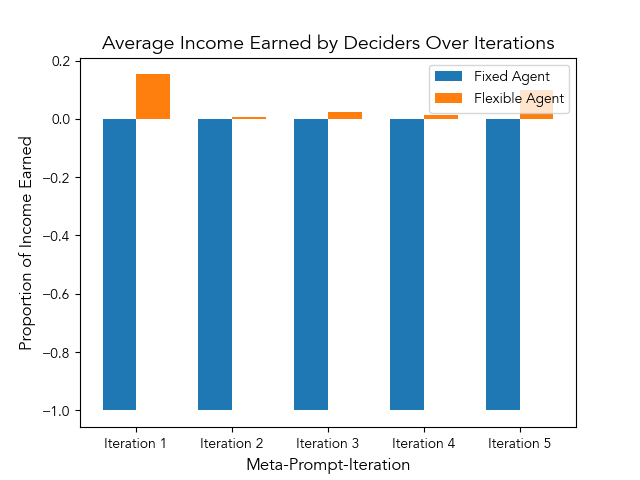 Average Income Earned by Deciders Over Iterations
Fixed Agent
Flexible Agent
Proportion of Income Earned
0.2
0.0
−0.2
−0.4
−0.6
−0.8
−1.0
Iteration 1
Iteration 2
Iteration 3
Iteration 4
Iteration 5
Meta-Prompt-Iteration